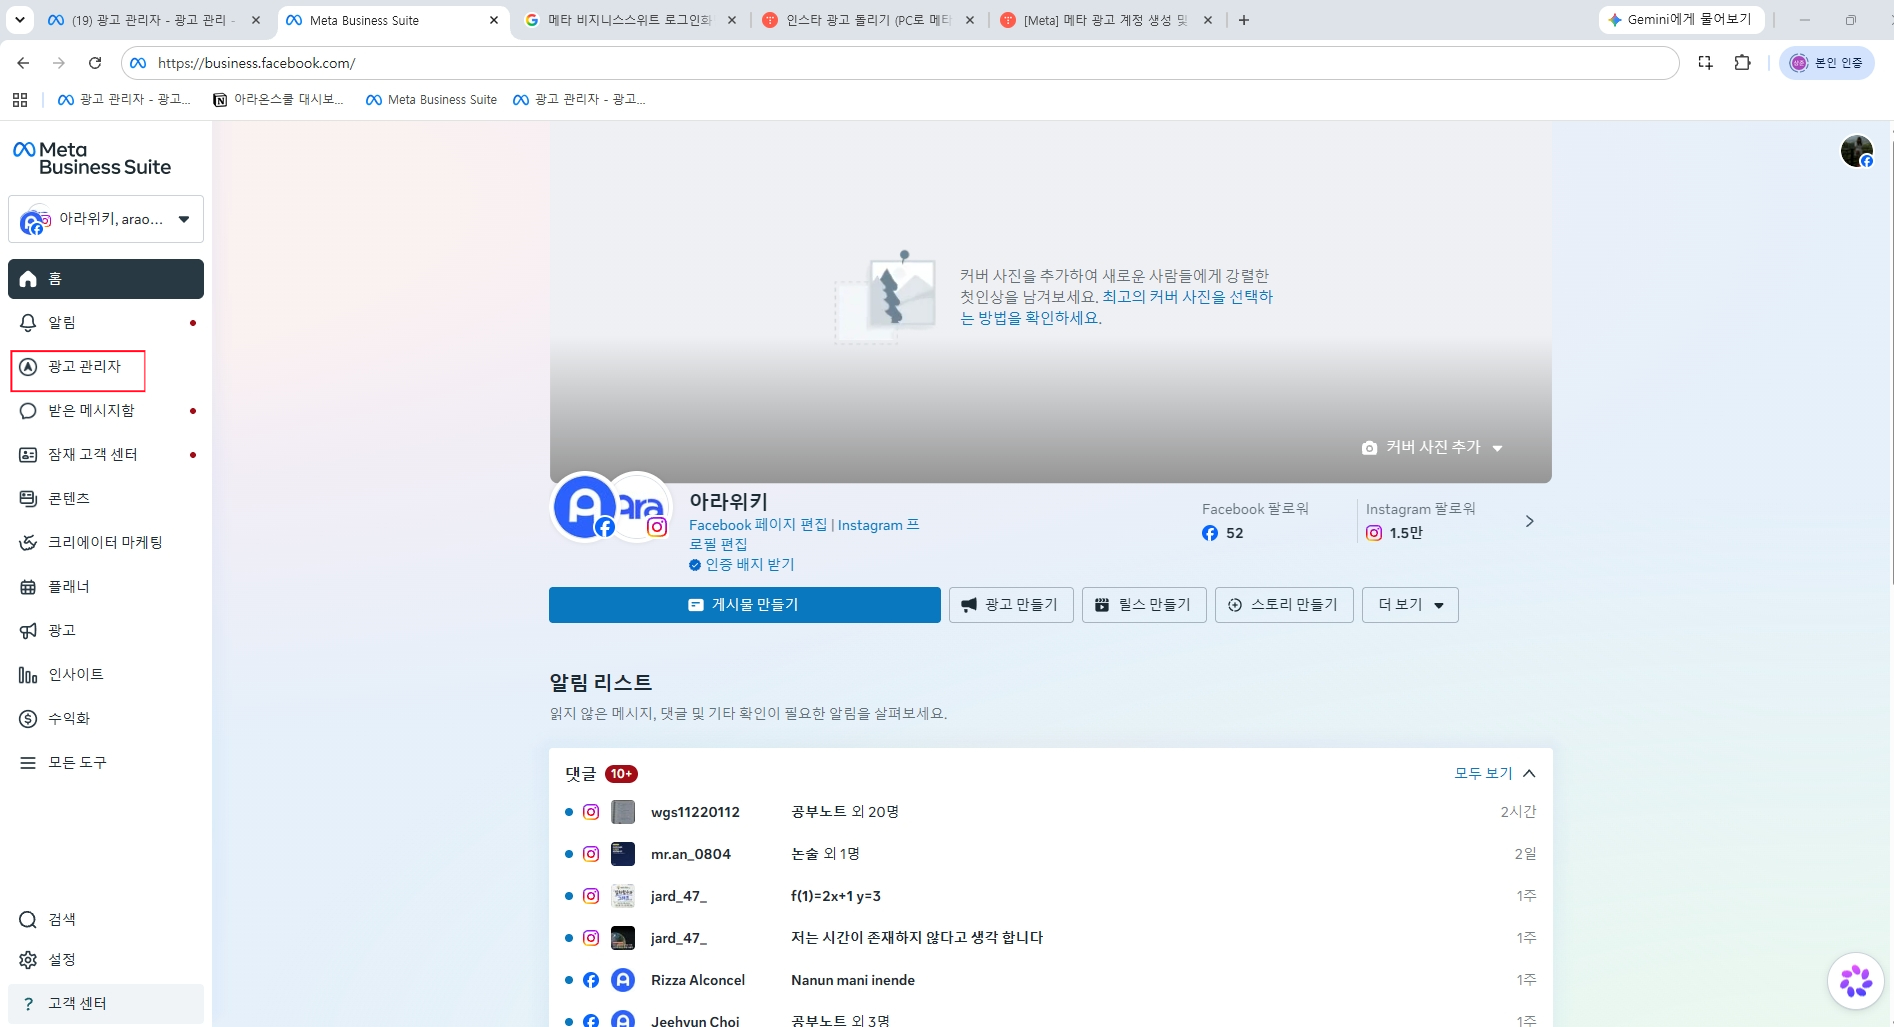 (19) 광고 관리자 - 광고 관리 -
Meta Business Suite
메타 비지니스스위트 로그인화
인스타 광고 돌리기 (PC로 메타
[Meta] 메타 광고 계정 생성 및
Gemini에게 물어보기
https://business.facebook.com/
본인 인증
광고 관리자 - 광고...
아라온스쿨 대시보...
Meta Business Suite
광고 관리자 - 광고...
Meta
Business Suite
아라위키, arao...
홈
알림
광고 관리자
받은 메시지함
잠재 고객 센터
콘텐츠
크리에이터 마케팅
플래너
광고
인사이트
수익화
모든 도구
검색
설정
? 고객 센터
커버 사진을 추가하여 새로운 사람들에게 강렬한
첫인상을 남겨보세요. 최고의 커버 사진을 선택하
는 방법을 확인하세요.
커버 사진 추가
Ara
아라위키
Facebook 페이지 편집 | Instagram 프
로필 편집
인증 배지 받기
Facebook 팔로워
52
Instagram 팔로워
1.5만
게시물 만들기
광고 만들기
릴스 만들기
스토리 만들기
더 보기
알림 리스트
읽지 않은 메시지, 댓글 및 기타 확인이 필요한 알림을 살펴보세요.
댓글 10+
모두 보기
wgs11220112 공부노트 외 20명 2시간
mr.an_0804 논술 외 1명 2일
jard_47_ f(1)=2x+1 y=3 1주
jard_47_ 저는 시간이 존재하지 않다고 생각 합니다 1주
Rizza Alconcel Nanun mani inende 1주
Jeehyun Choi 공부노트 외 3명 1주